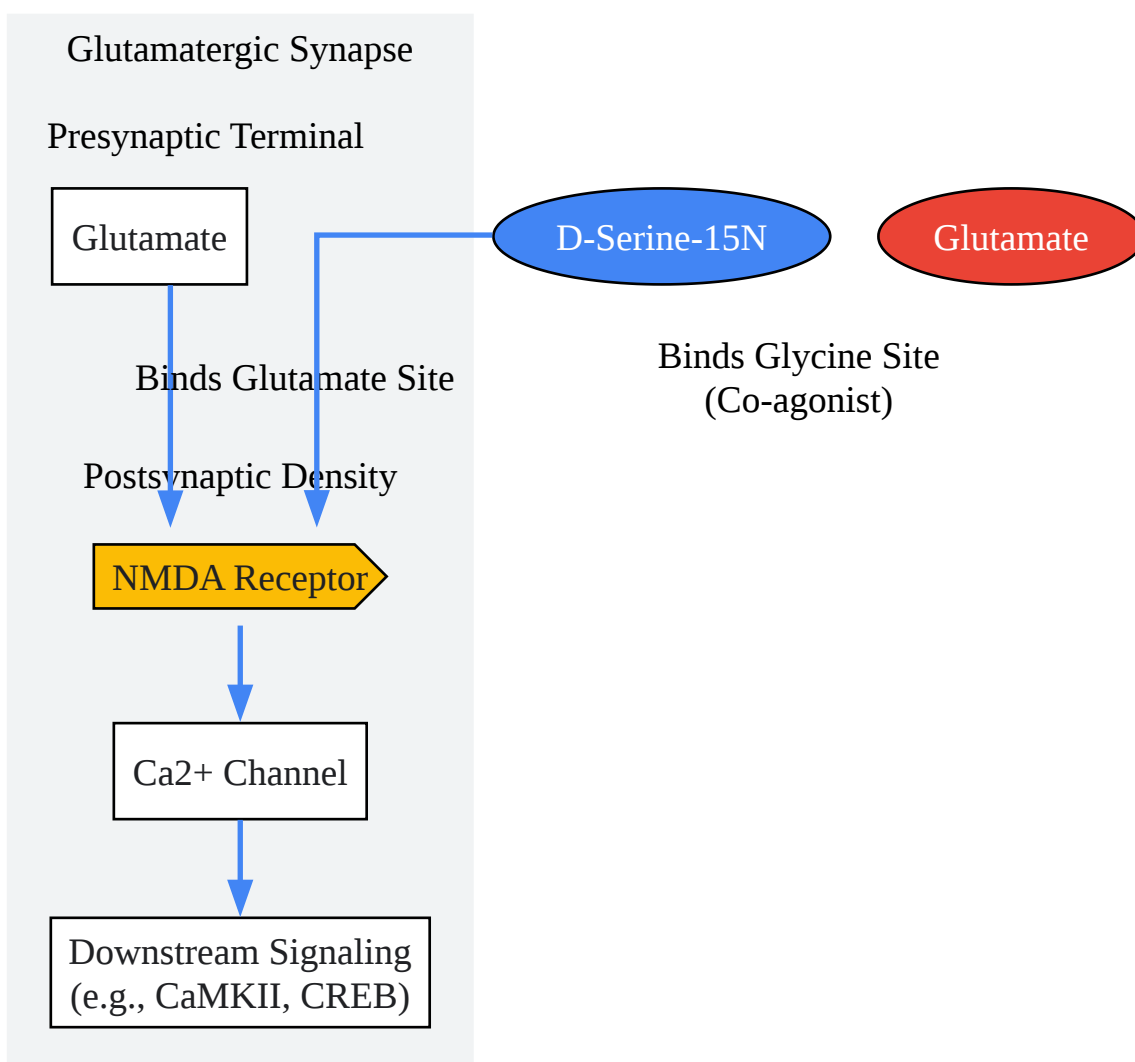 Glutamatergic Synapse
Presynaptic Terminal
Glutamate
D-Serine-15N
Glutamate
Binds Glutamate Site
Binds Glycine Site
(Co-agonist)
Postsynaptic Density
NMDA Receptor
Ca2+ Channel
Downstream Signaling
(e.g., CaMKII, CREB)